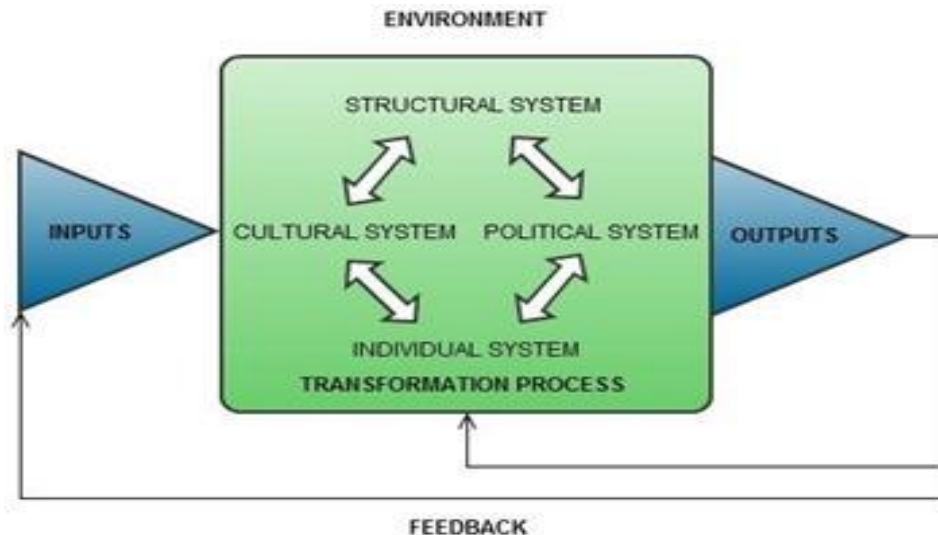 ENVIRONMENT
STRUCTURAL SYSTEM
INPUTS
CULTURAL SYSTEM
POLITICAL SYSTEM
OUTPUTS
INDIVIDUAL SYSTEM
TRANSFORMATION PROCESS
FEEDBACK